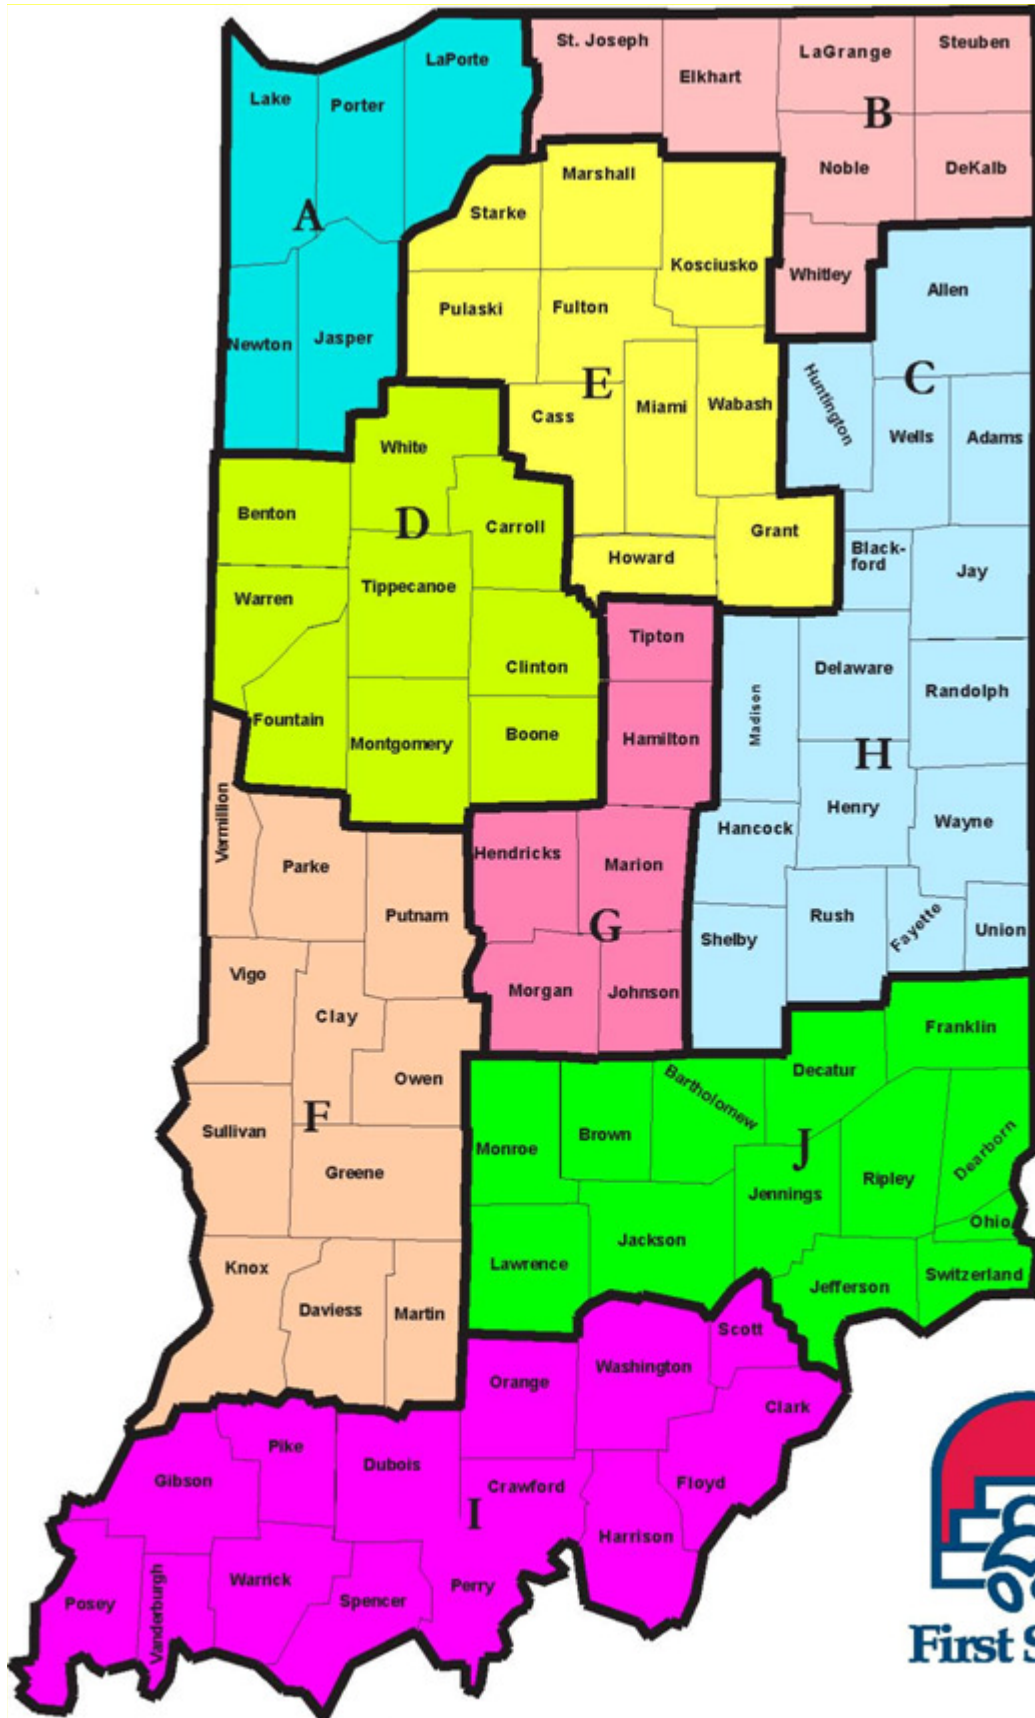 St. Joseph
Elkhart
LaGrange
Steuben
LaPorte
Lake
Porter
B
Noble
DeKalb
Marshall
Starke
A
Kosciusko
Whitley
Allen
Pulaski
Fulton
Newton
Jasper
E
C
Huntington
Cass
Miami
Wabash
Wells
Adams
White
Benton
D
Carroll
Grant
Howard
Black-
ford
Jay
Warren
Tippecanoe
Tipton
Clinton
Delaware
Randolph
Madison
Fountain
Montgomery
Boone
Hamilton
H
Vermillion
Henry
Wayne
Hancock
Parke
Hendricks
Marion
Putnam
G
Rush
Fayette
Union
Shelby
Vigo
Morgan
Johnson
Clay
Franklin
Owen
Decatur
Bartholomew
F
Sullivan
Monroe
Brown
J
Dearborn
Greene
Jennings
Ripley
Ohio
Jackson
Lawrence
Knox
Daviess
Martin
Jefferson
Switzerland
Scott
Washington
Orange
Clark
Pike
Dubois
Gibson
Crawford
Floyd
I
Harrison
Posey
Vanderburgh
Warrick
Spencer
Perry
First S